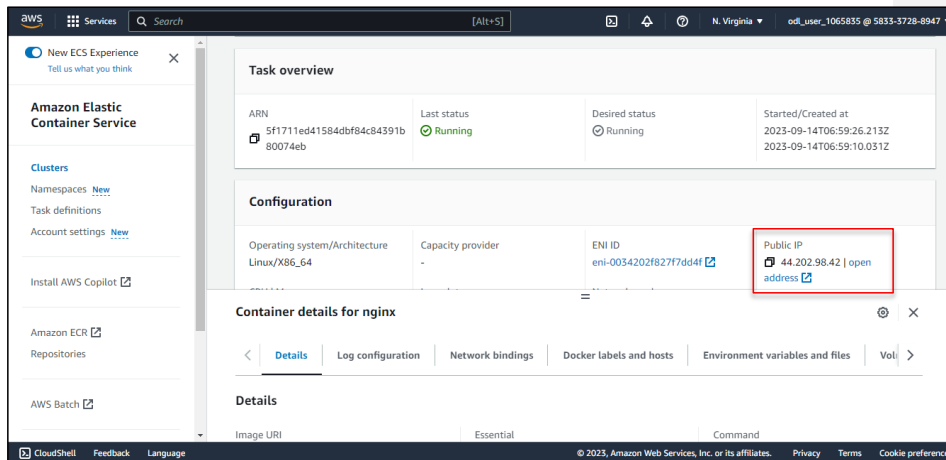 aws
Services
Search
[Alt+S]
N. Virginia
odl_user_1065835 @ 5833-3728-8947
New ECS Experience
Tell us what you think
Amazon Elastic
Container Service
Clusters
Namespaces New
Task definitions
Account settings New
Install AWS Copilot
Amazon ECR
Repositories
AWS Batch
Task overview
ARN
5f1711ed41584dbf84c84391b
80074eb
Last status
Running
Desired status
Running
Started/Created at
2023-09-14T06:59:26.213Z
2023-09-14T06:59:10.031Z
Configuration
Operating system/Architecture
Linux/X86_64
Capacity provider
-
ENI ID
eni-0034202f827f7dd4f
Public IP
44.202.98.42 | open
address
Container details for nginx
Details
Log configuration
Network bindings
Docker labels and hosts
Environment variables and files
Details
Image URI
Essential
Command
CloudShell
Feedback
Language
© 2023, Amazon Web Services, Inc. or its affiliates.
Privacy
Terms
Cookie preferenc